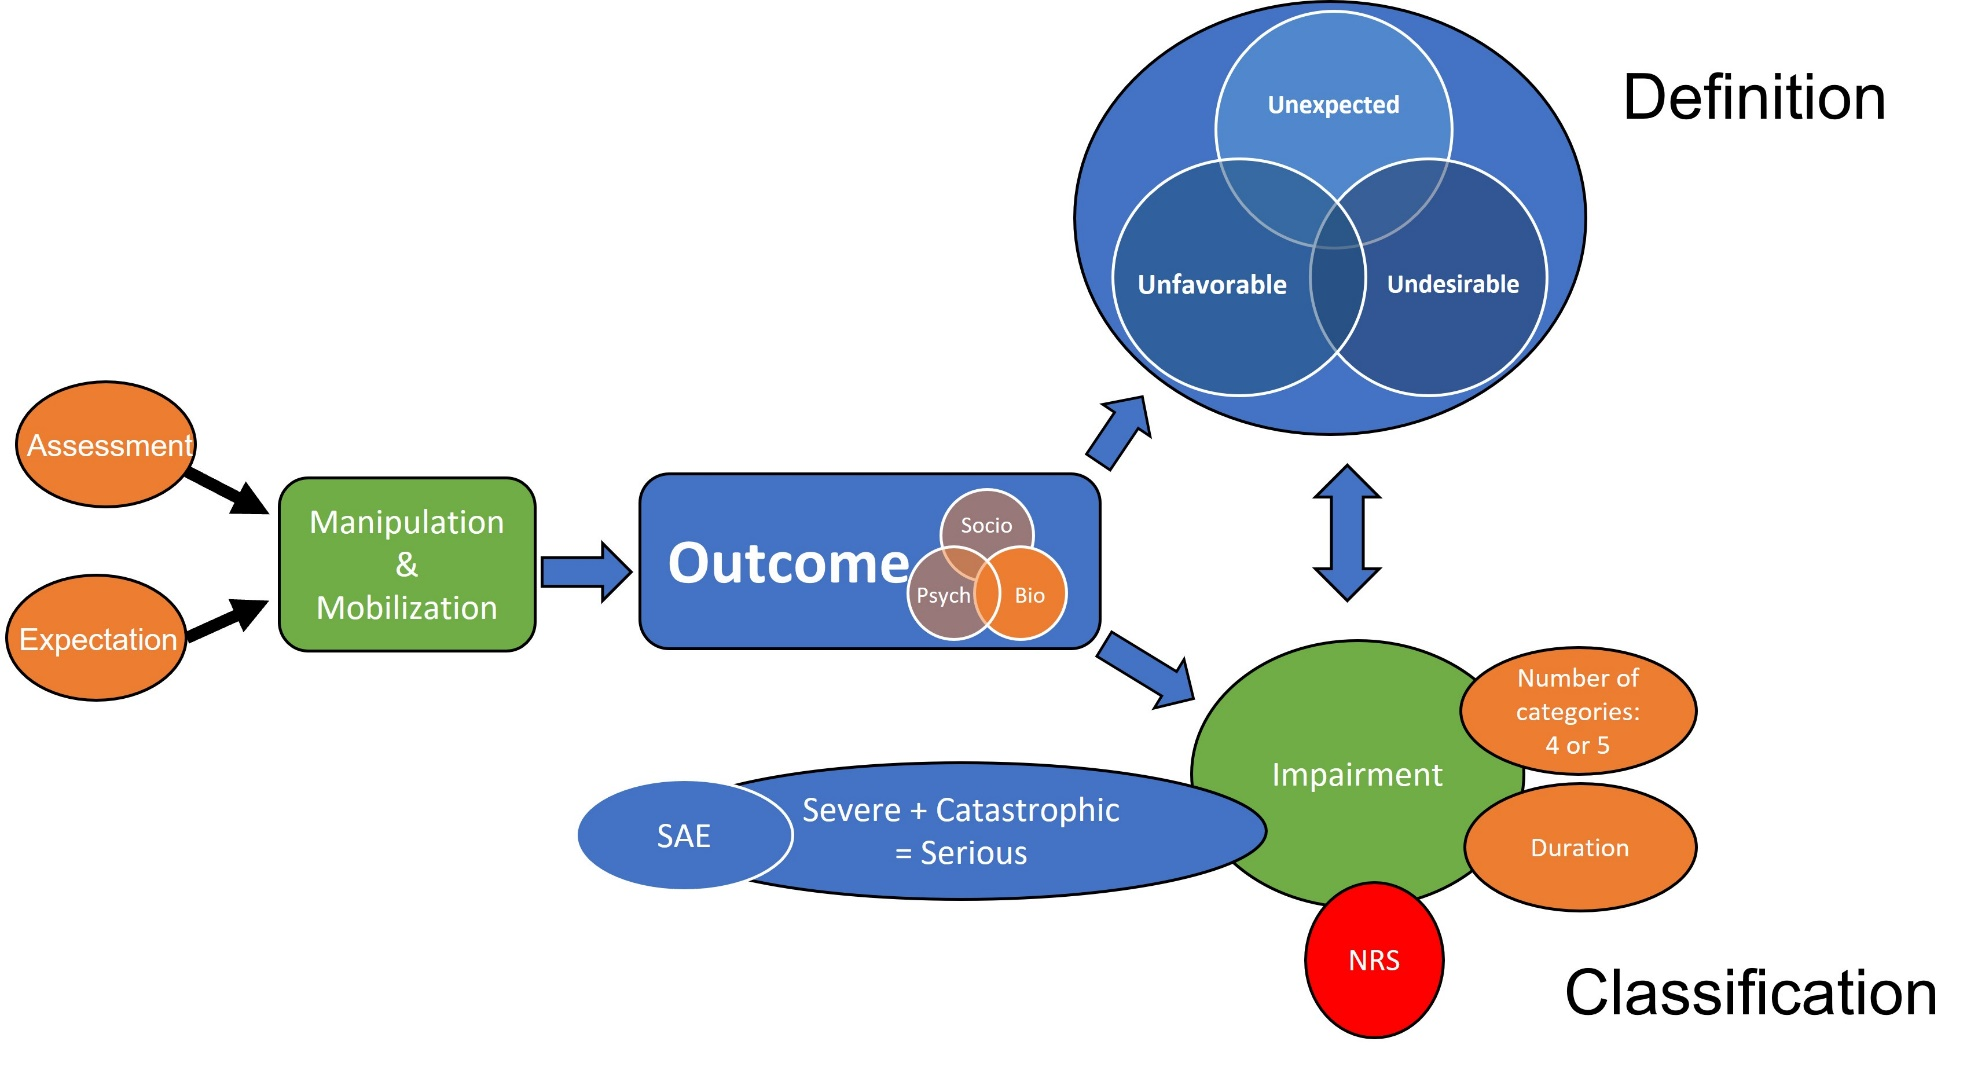 Definition
Unexpected
Unfavorable
Undesirable
Assessment
Expectation
Manipulation
&
Mobilization
Outcome
Socio
Psych
Bio
Impairment
Number of
categories:
4 or 5
Duration
SAE
Severe + Catastrophic
= Serious
NRS
Classification